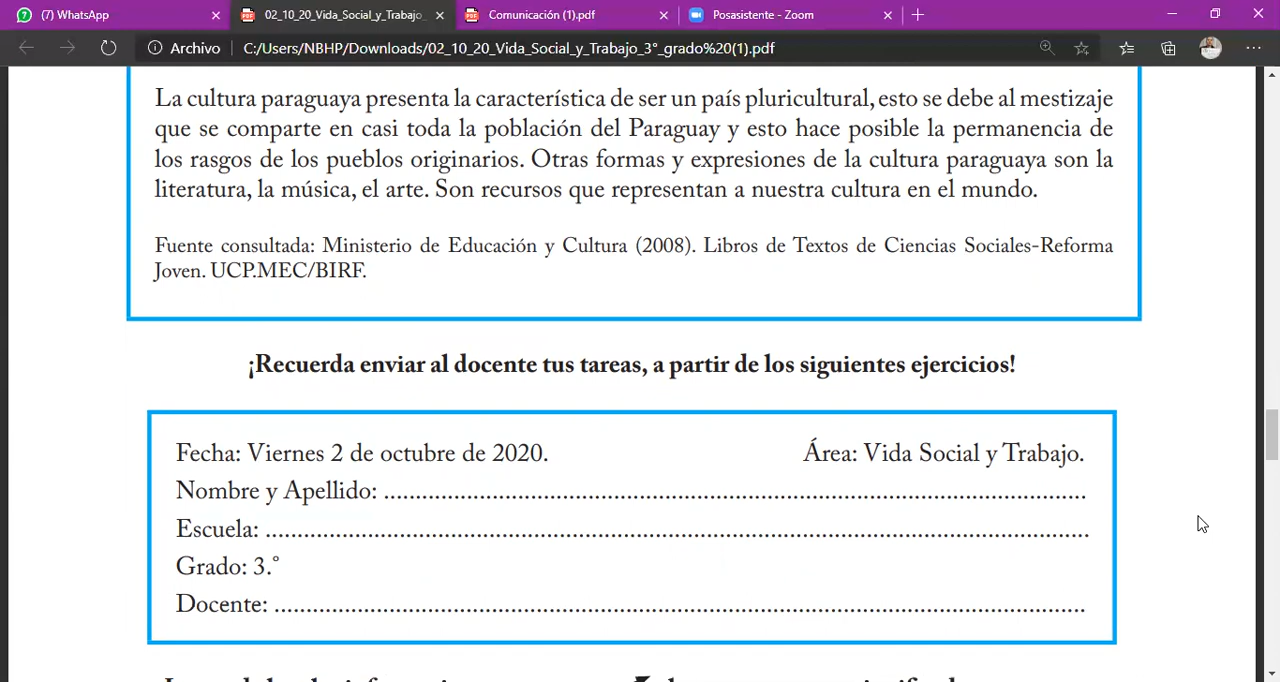 (7) WhatsApp
02_10_20_Vida_Social_y_Trabajo_
Comunicación (1).pdf
Posasistente - Zoom
Archivo
C:/Users/NBHP/Downloads/02_10_20_Vida_Social_y_Trabajo_3°_grado%20(1).pdf
La cultura paraguaya presenta la característica de ser un país pluricultural, esto se debe al mestizaje
que se comparte en casi toda la población del Paraguay y esto hace posible la permanencia de
los rasgos de los pueblos originarios. Otras formas y expresiones de la cultura paraguaya son la
literatura, la música, el arte. Son recursos que representan a nuestra cultura en el mundo.
Fuente consultada: Ministerio de Educación y Cultura (2008). Libros de Textos de Ciencias Sociales-Reforma
Joven. UCP.MEC/BIRF.
¡Recuerda enviar al docente tus tareas, a partir de los siguientes ejercicios!
Fecha: Viernes 2 de octubre de 2020. Área: Vida Social y Trabajo.
Nombre y Apellido: ................................................................
Escuela: ................................................................
Grado: 3.°
Docente: ................................................................